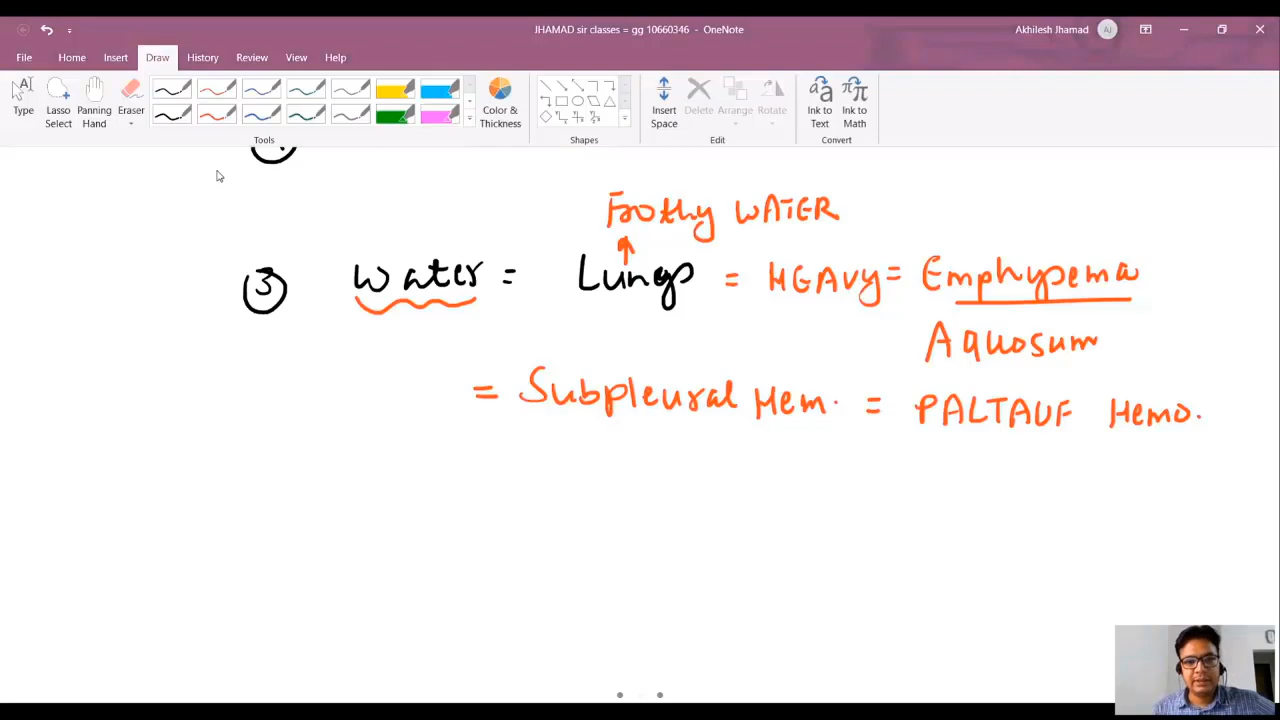 JHAMAD sir classes = gg 10660346 - OneNote
Akhilesh Jhamad AJ
File Home Insert Draw History Review View Help
Type Lasso Select Panning Hand Eraser Color & Thickness Insert Space Delete Arrange Rotate Ink to Text Ink to Math
Tools Shapes Edit Convert
Frothy WATER
3 Water = Lungs = HEAVY = Emphysema
Aquosum
= Subpleural Hem. = PALTAUF Hemo.